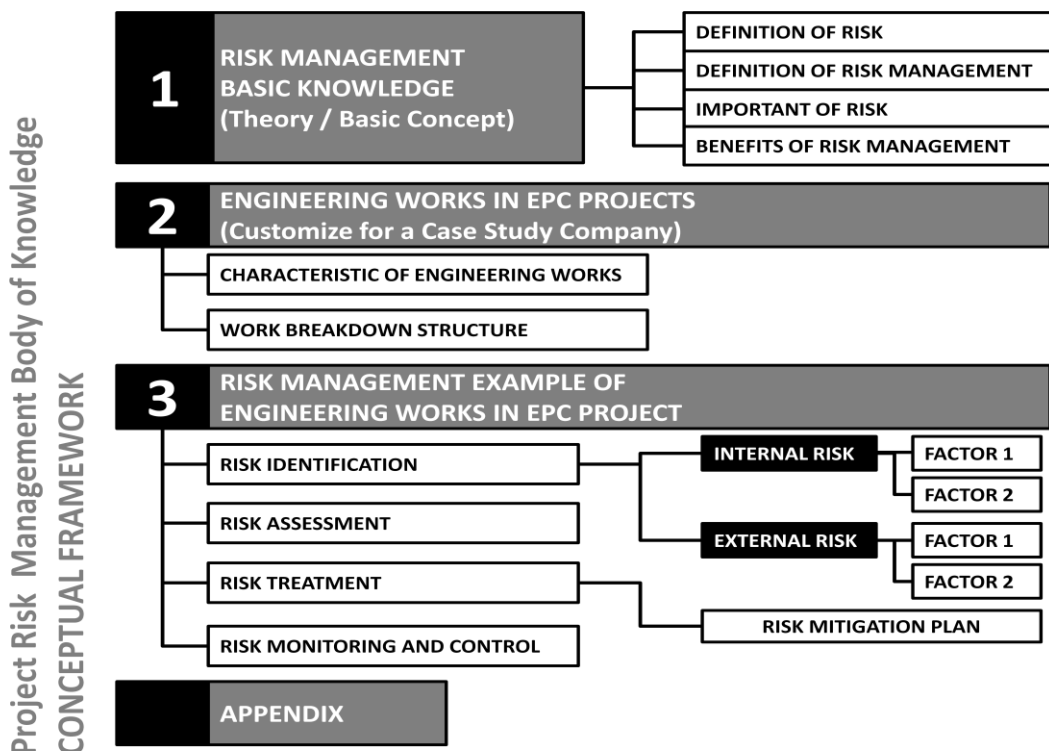 Project Risk Management Body of Knowledge
CONCEPTUAL FRAMEWORK
1
RISK MANAGEMENT
BASIC KNOWLEDGE
(Theory / Basic Concept)
DEFINITION OF RISK
DEFINITION OF RISK MANAGEMENT
IMPORTANT OF RISK
BENEFITS OF RISK MANAGEMENT
2
ENGINEERING WORKS IN EPC PROJECTS
(Customize for a Case Study Company)
CHARACTERISTIC OF ENGINEERING WORKS
WORK BREAKDOWN STRUCTURE
3
RISK MANAGEMENT EXAMPLE OF
ENGINEERING WORKS IN EPC PROJECT
RISK IDENTIFICATION
INTERNAL RISK
FACTOR 1
FACTOR 2
EXTERNAL RISK
FACTOR 1
FACTOR 2
RISK ASSESSMENT
RISK TREATMENT
RISK MITIGATION PLAN
RISK MONITORING AND CONTROL
APPENDIX